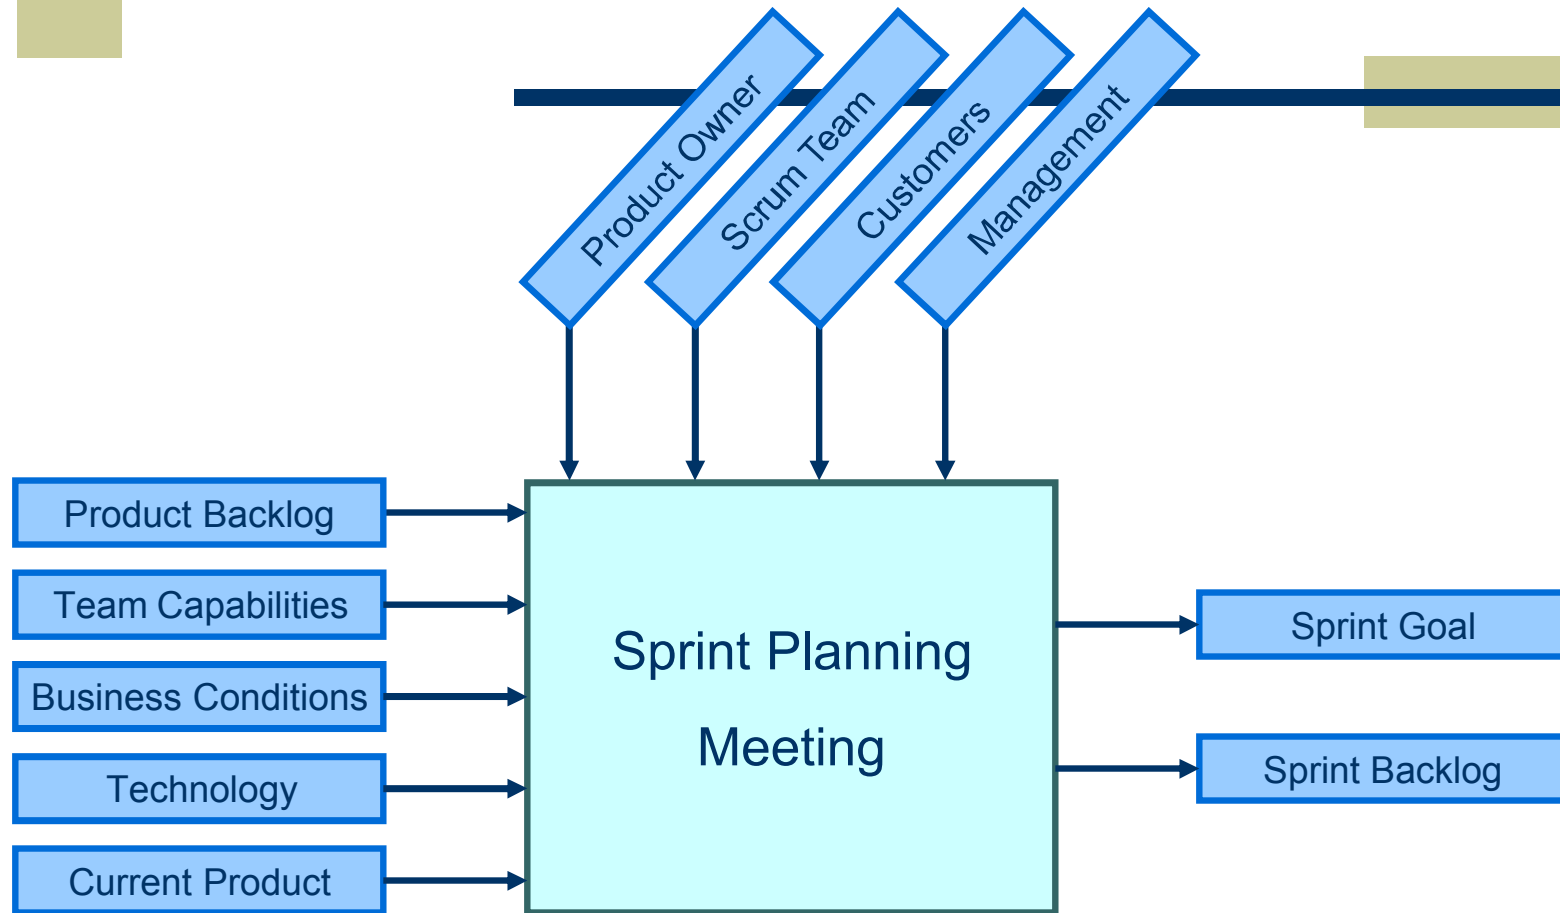 Product Owner
Scrum Team
Customers
Management
Product Backlog
Team Capabilities
Business Conditions
Technology
Current Product
Sprint Planning
Meeting
Sprint Goal
Sprint Backlog